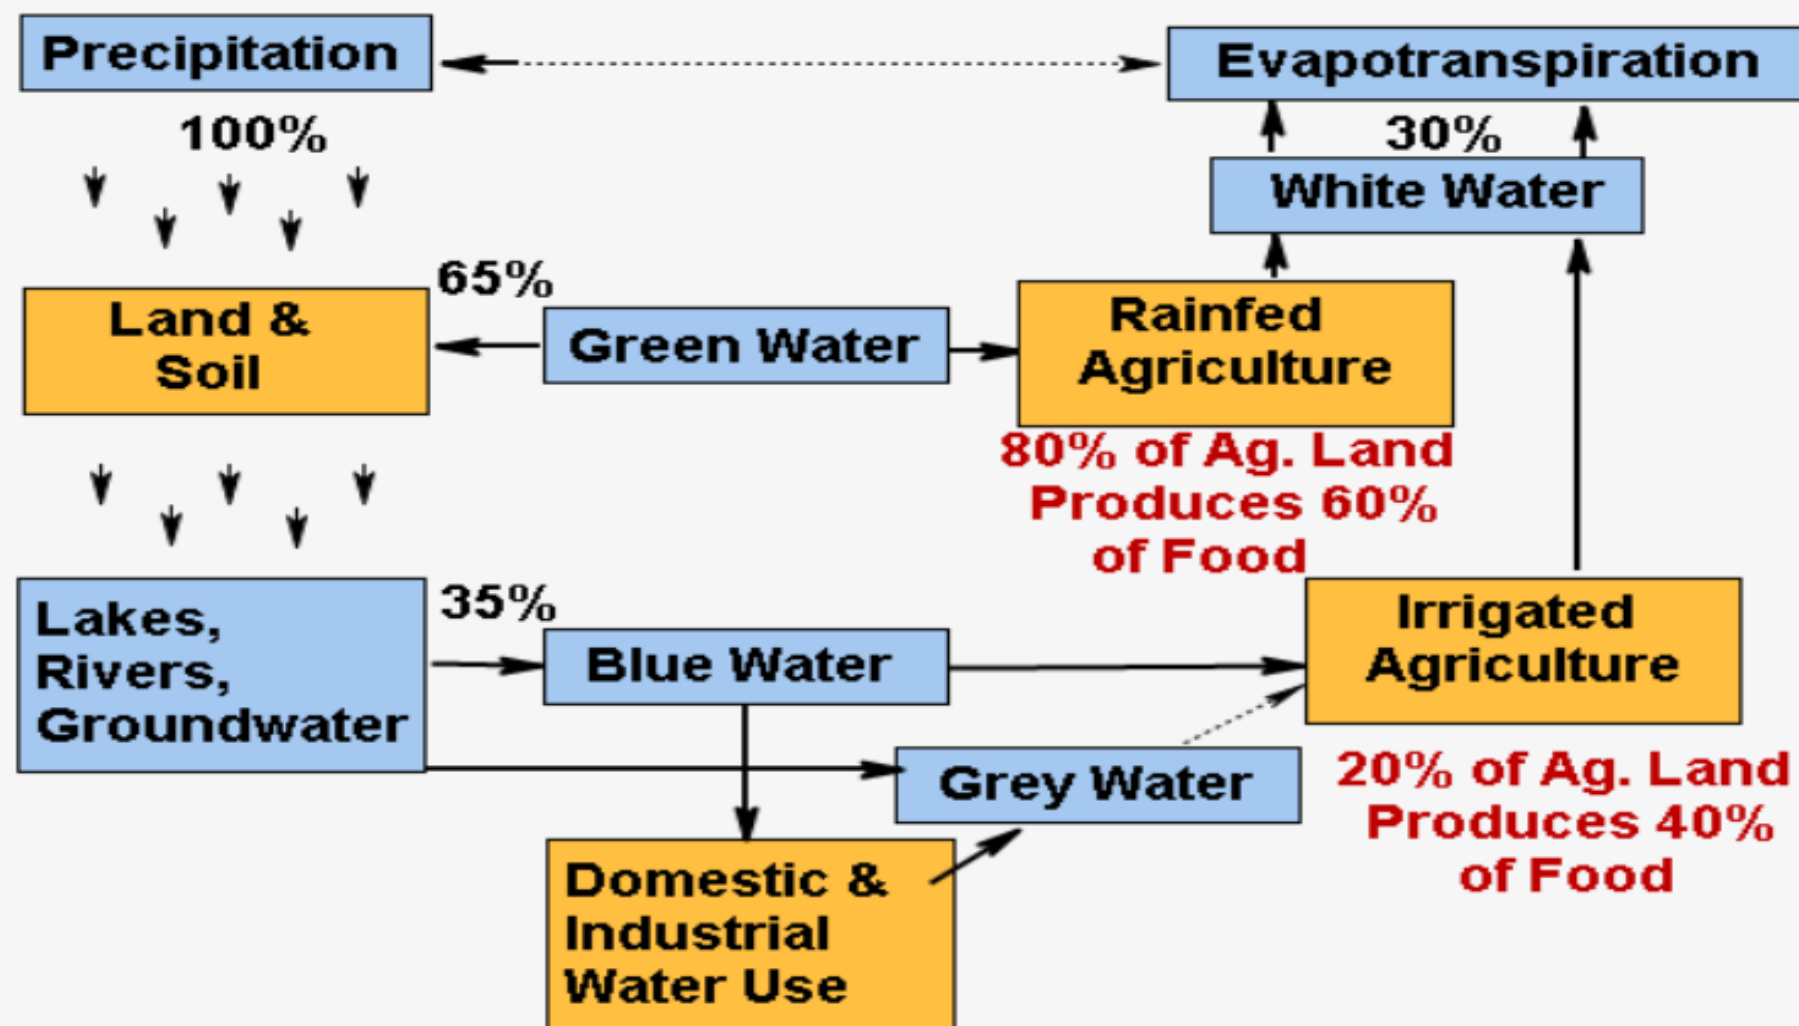 Precipitation
Evapotranspiration
100%
30%
White Water
65%
Land &
Soil
Green Water
Rainfed
Agriculture
80% of Ag. Land
Produces 60%
of Food
35%
Lakes,
Rivers,
Groundwater
Blue Water
Irrigated
Agriculture
Grey Water
20% of Ag. Land
Produces 40%
of Food
Domestic &
Industrial
Water Use